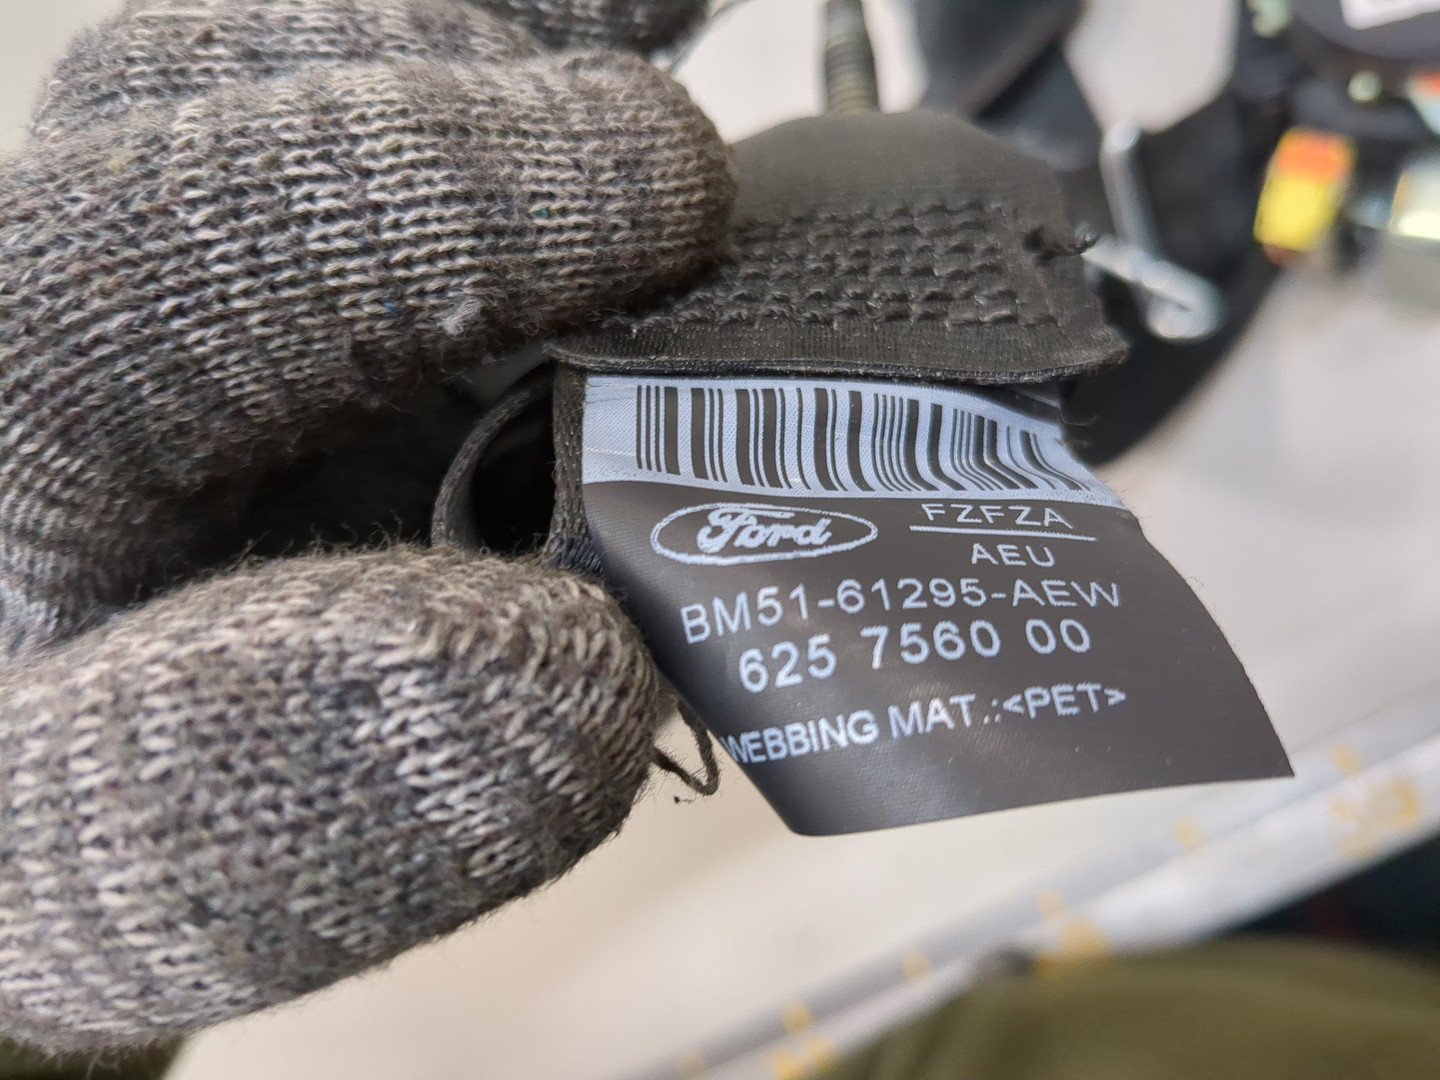 Ford
FZFZA
AEU
BM51-61295-AEW
625 7560 00
WEBBING MAT.:<PET>